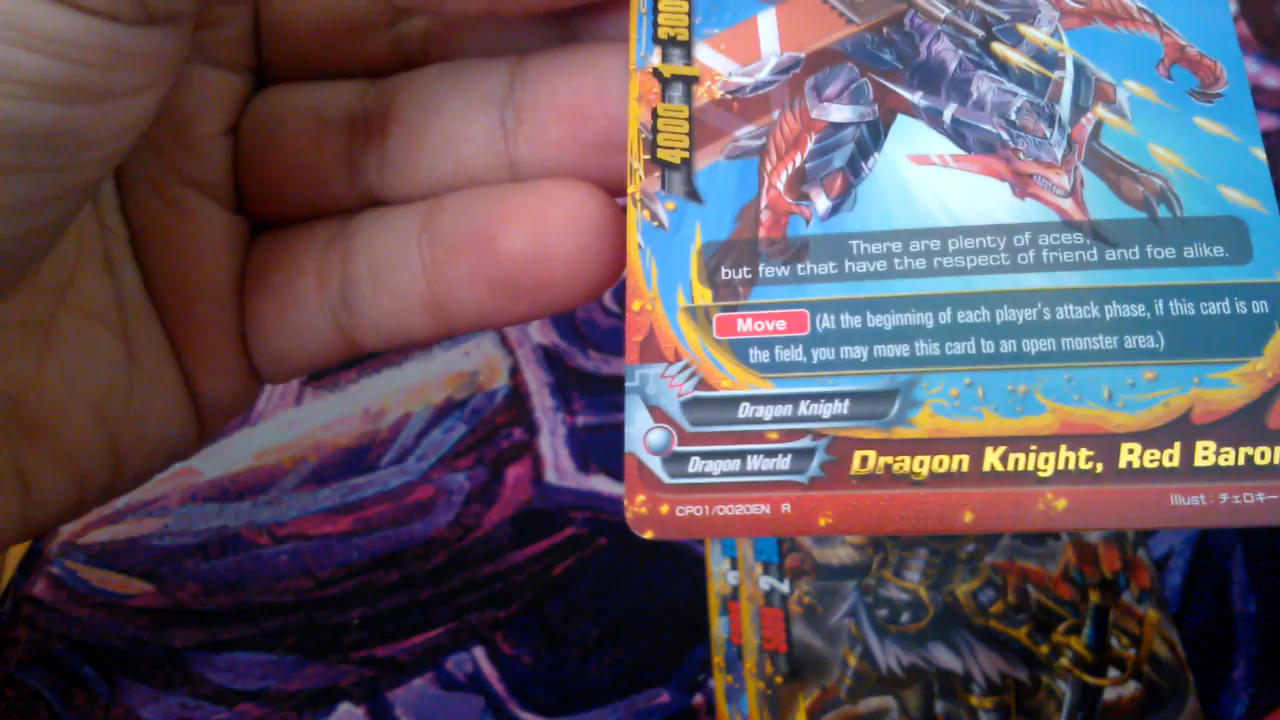 300
1
4000
There are plenty of aces,
but few that have the respect of friend and foe alike.
Move (At the beginning of each player's attack phase, if this card is on
the field, you may move this card to an open monster area.)
Dragon Knight
Dragon World
Dragon Knight, Red Baron
CP01/0020EN R
Illust : チェロキー